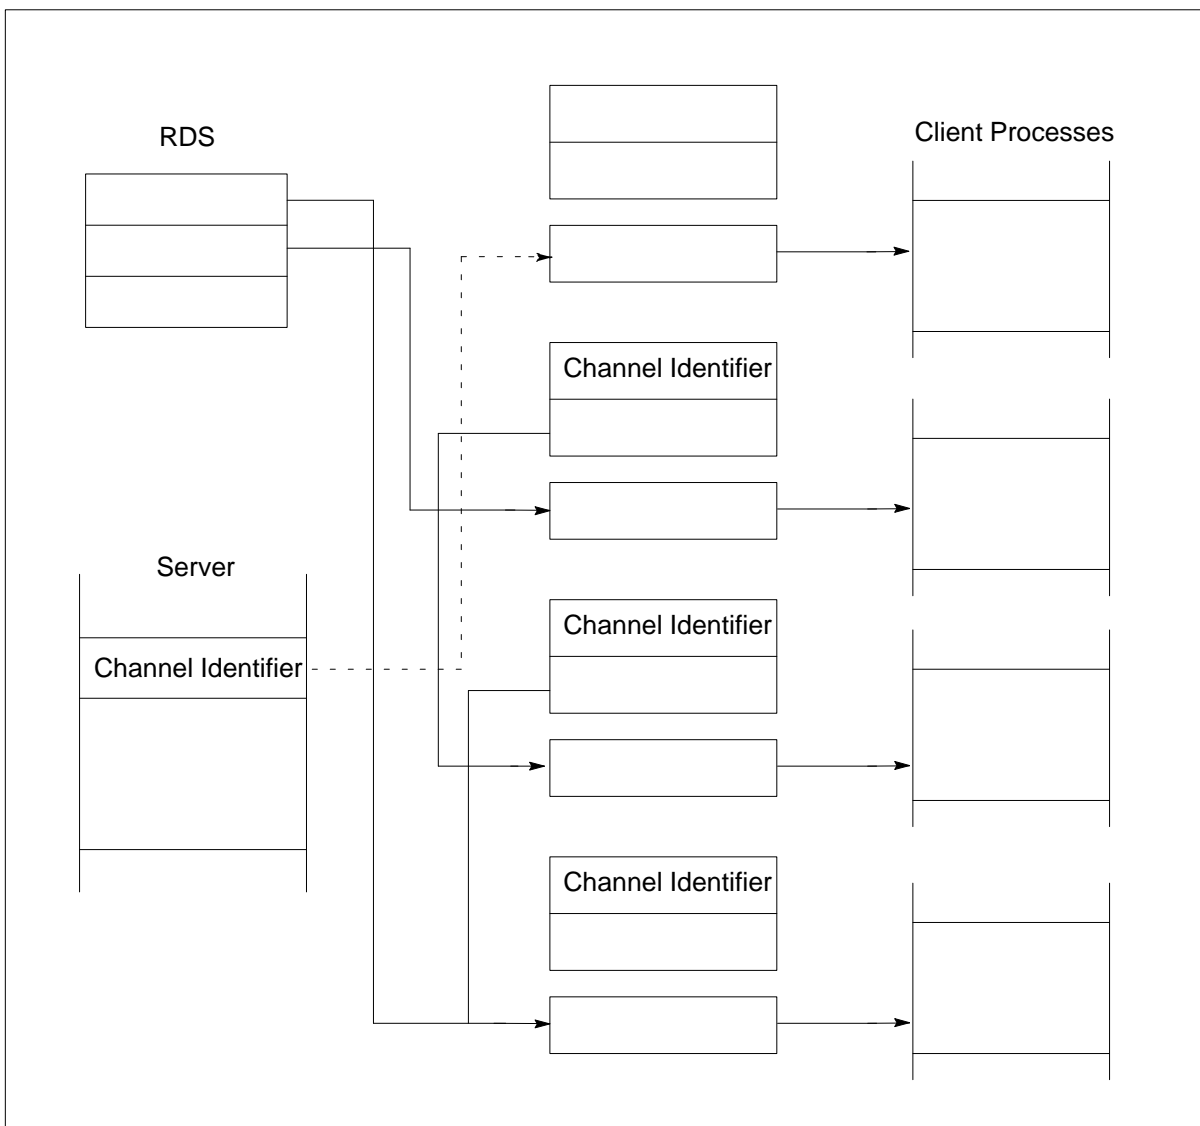 RDS
Client Processes
Channel Identifier
Server
Channel Identifier
Channel Identifier
Channel Identifier